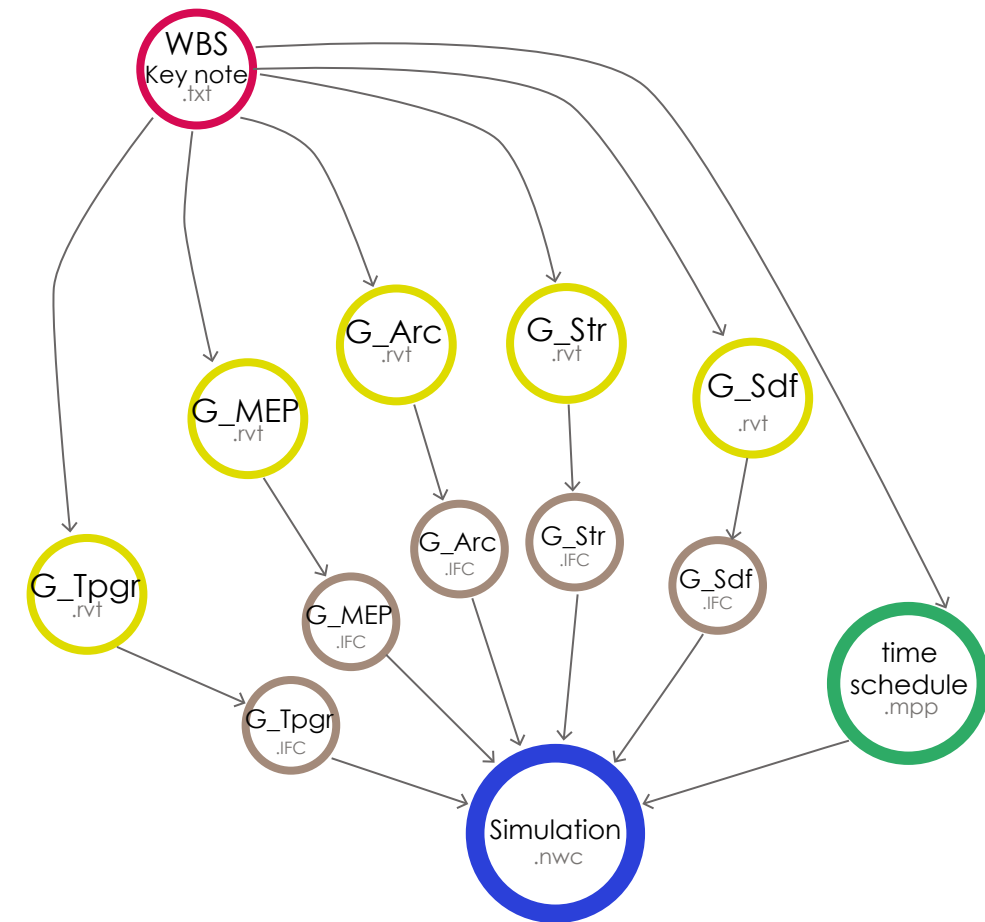 WBS
Key note
.txt
G_Arc
.rvt
G_Str
.rvt
G_MEP
.rvt
G_Sdf
.rvt
G_Tpgr
.rvt
G_Arc
.IFC
G_Str
.IFC
G_Sdf
.IFC
G_MEP
.IFC
G_Tpgr
.IFC
time
schedule
.mpp
Simulation
.nwc